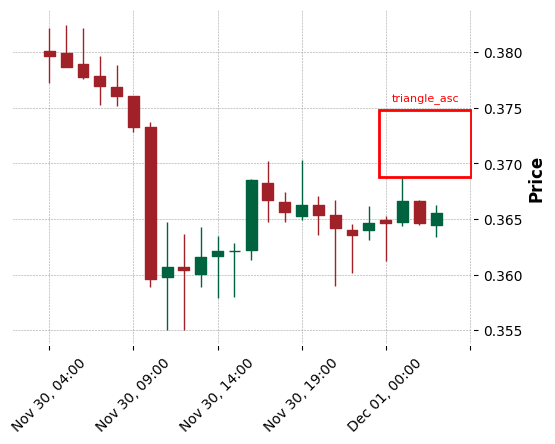 0.380
triangle_asc
0.375
0.370
0.365
0.360
0.355
Price
Nov 30, 04:00
Nov 30, 09:00
Nov 30, 14:00
Nov 30, 19:00
Dec 01, 00:00